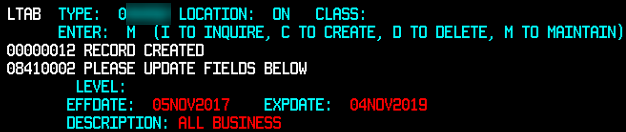 LTAB TYPE: 0 LOCATION: ON CLASS:
ENTER: M (I TO INQUIRE, C TO CREATE, D TO DELETE, M TO MAINTAIN)
00000012 RECORD CREATED
08410002 PLEASE UPDATE FIELDS BELOW
LEVEL:
EFFDATE: 05NOV2017 EXPDATE: 04NOV2019
DESCRIPTION: ALL BUSINESS